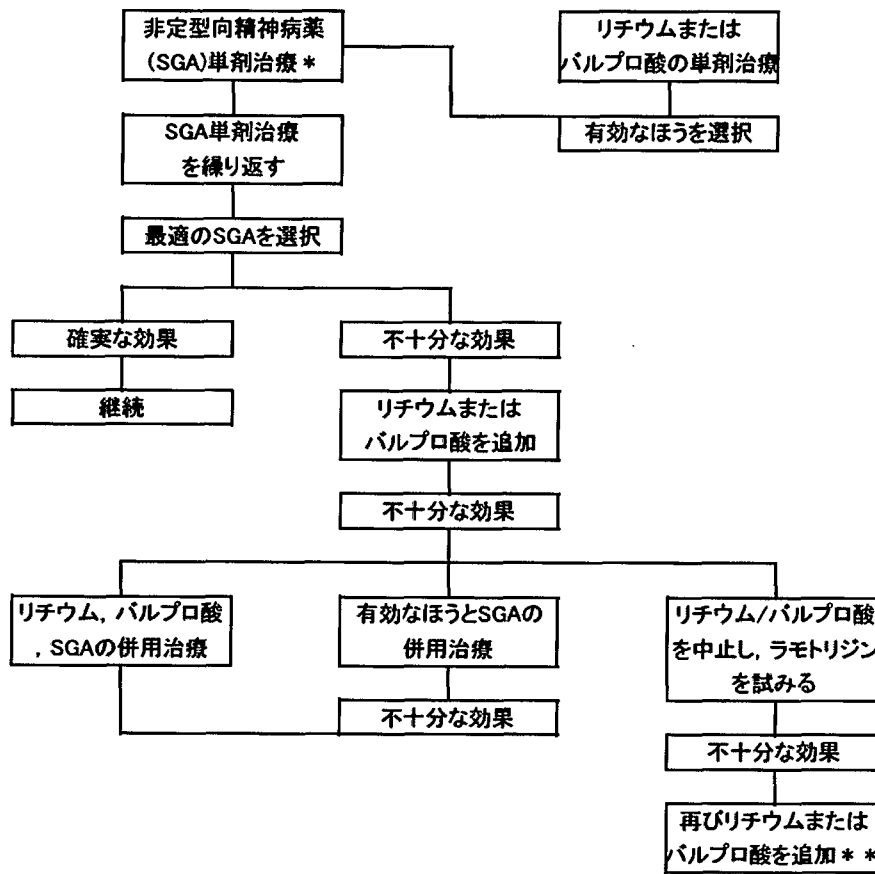 非定型向精神病薬
(SGA)単剤治療＊
リチウムまたは
バルプロ酸の単剤治療
SGA単剤治療
を繰り返す
有効なほうを選択
最適のSGAを選択
確実な効果
不十分な効果
継続
リチウムまたは
バルプロ酸を追加
不十分な効果
リチウム，バルプロ酸
，SGAの併用治療
有効なほうとSGAの
併用治療
リチウム/バルプロ酸
を中止し，ラモトリジン
を試みる
不十分な効果
不十分な効果
再びリチウムまたは
バルプロ酸を追加＊＊